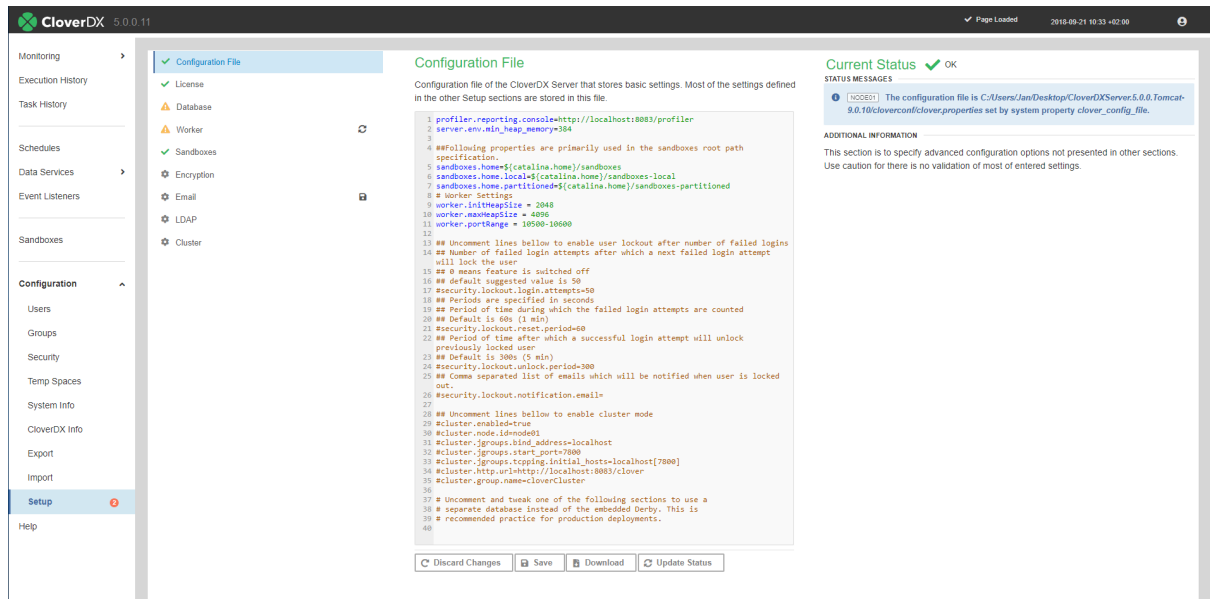 CloverDX 5.0.0.11
Page Loaded
2018-09-21 10:33 +02:00
Monitoring
Execution History
Task History
Schedules
Data Services
Event Listeners
Sandboxes
Configuration
Users
Groups
Security
Temp Spaces
System Info
CloverDX Info
Export
Import
Setup 2
Help
Configuration File
License
Database
Worker
Sandboxes
Encryption
Email
LDAP
Cluster
Configuration File
Configuration file of the CloverDX Server that stores basic settings. Most of the settings defined
in the other Setup sections are stored in this file.
1 profiler.reporting.console=http://localhost:8083/profiler
2 server.env.min_heap_memory=384
3
4 ##Following properties are primarily used in the sandboxes root path
specification.
5 sandboxes.home=${catalina.home}/sandboxes
6 sandboxes.home.local=${catalina.home}/sandboxes-local
7 sandboxes.home.partitioned=${catalina.home}/sandboxes-partitioned
8 # Worker Settings
9 worker.initHeapSize = 2048
10 worker.maxHeapSize = 4096
11 worker.portRange = 10500-10600
12
13 ## Uncomment lines bellow to enable user lockout after number of failed logins
14 ## Number of failed login attempts after which a next failed login attempt
will lock the user
15 ## 0 means feature is switched off
16 ## default suggested value is 50
17 #security.lockout.login.attempts=50
18 ## Periods are specified in seconds
19 ## Period of time during which the failed login attempts are counted
20 ## Default is 60s (1 min)
21 #security.lockout.reset.period=60
22 ## Period of time after which a successful login attempt will unlock
previously locked user
23 ## Default is 300s (5 min)
24 #security.lockout.unlock.period=300
25 ## Comma separated list of emails which will be notified when user is locked
out.
26 #security.lockout.notification.email=
27
28 ## Uncomment lines bellow to enable cluster mode
29 #cluster.enabled=true
30 #cluster.node.id=node01
31 #cluster.jgroups.bind_address=localhost
32 #cluster.jgroups.start_port=7800
33 #cluster.jgroups.tcpping.initial_hosts=localhost[7800]
34 #cluster.http.url=http://localhost:8083/clover
35 #cluster.group.name=cloverCluster
36
37 # Uncomment and tweak one of the following sections to use a
38 # separate database instead of the embedded Derby. This is
39 # recommended practice for production deployments.
40
Discard Changes
Save
Download
Update Status
Current Status OK
STATUS MESSAGES
NODE01 The configuration file is C:/Users/Jan/Desktop/CloverDXServer.5.0.0.Tomcat-
9.0.10/cloverconf/clover.properties set by system property clover_config_file.
ADDITIONAL INFORMATION
This section is to specify advanced configuration options not presented in other sections.
Use caution for there is no validation of most of entered settings.